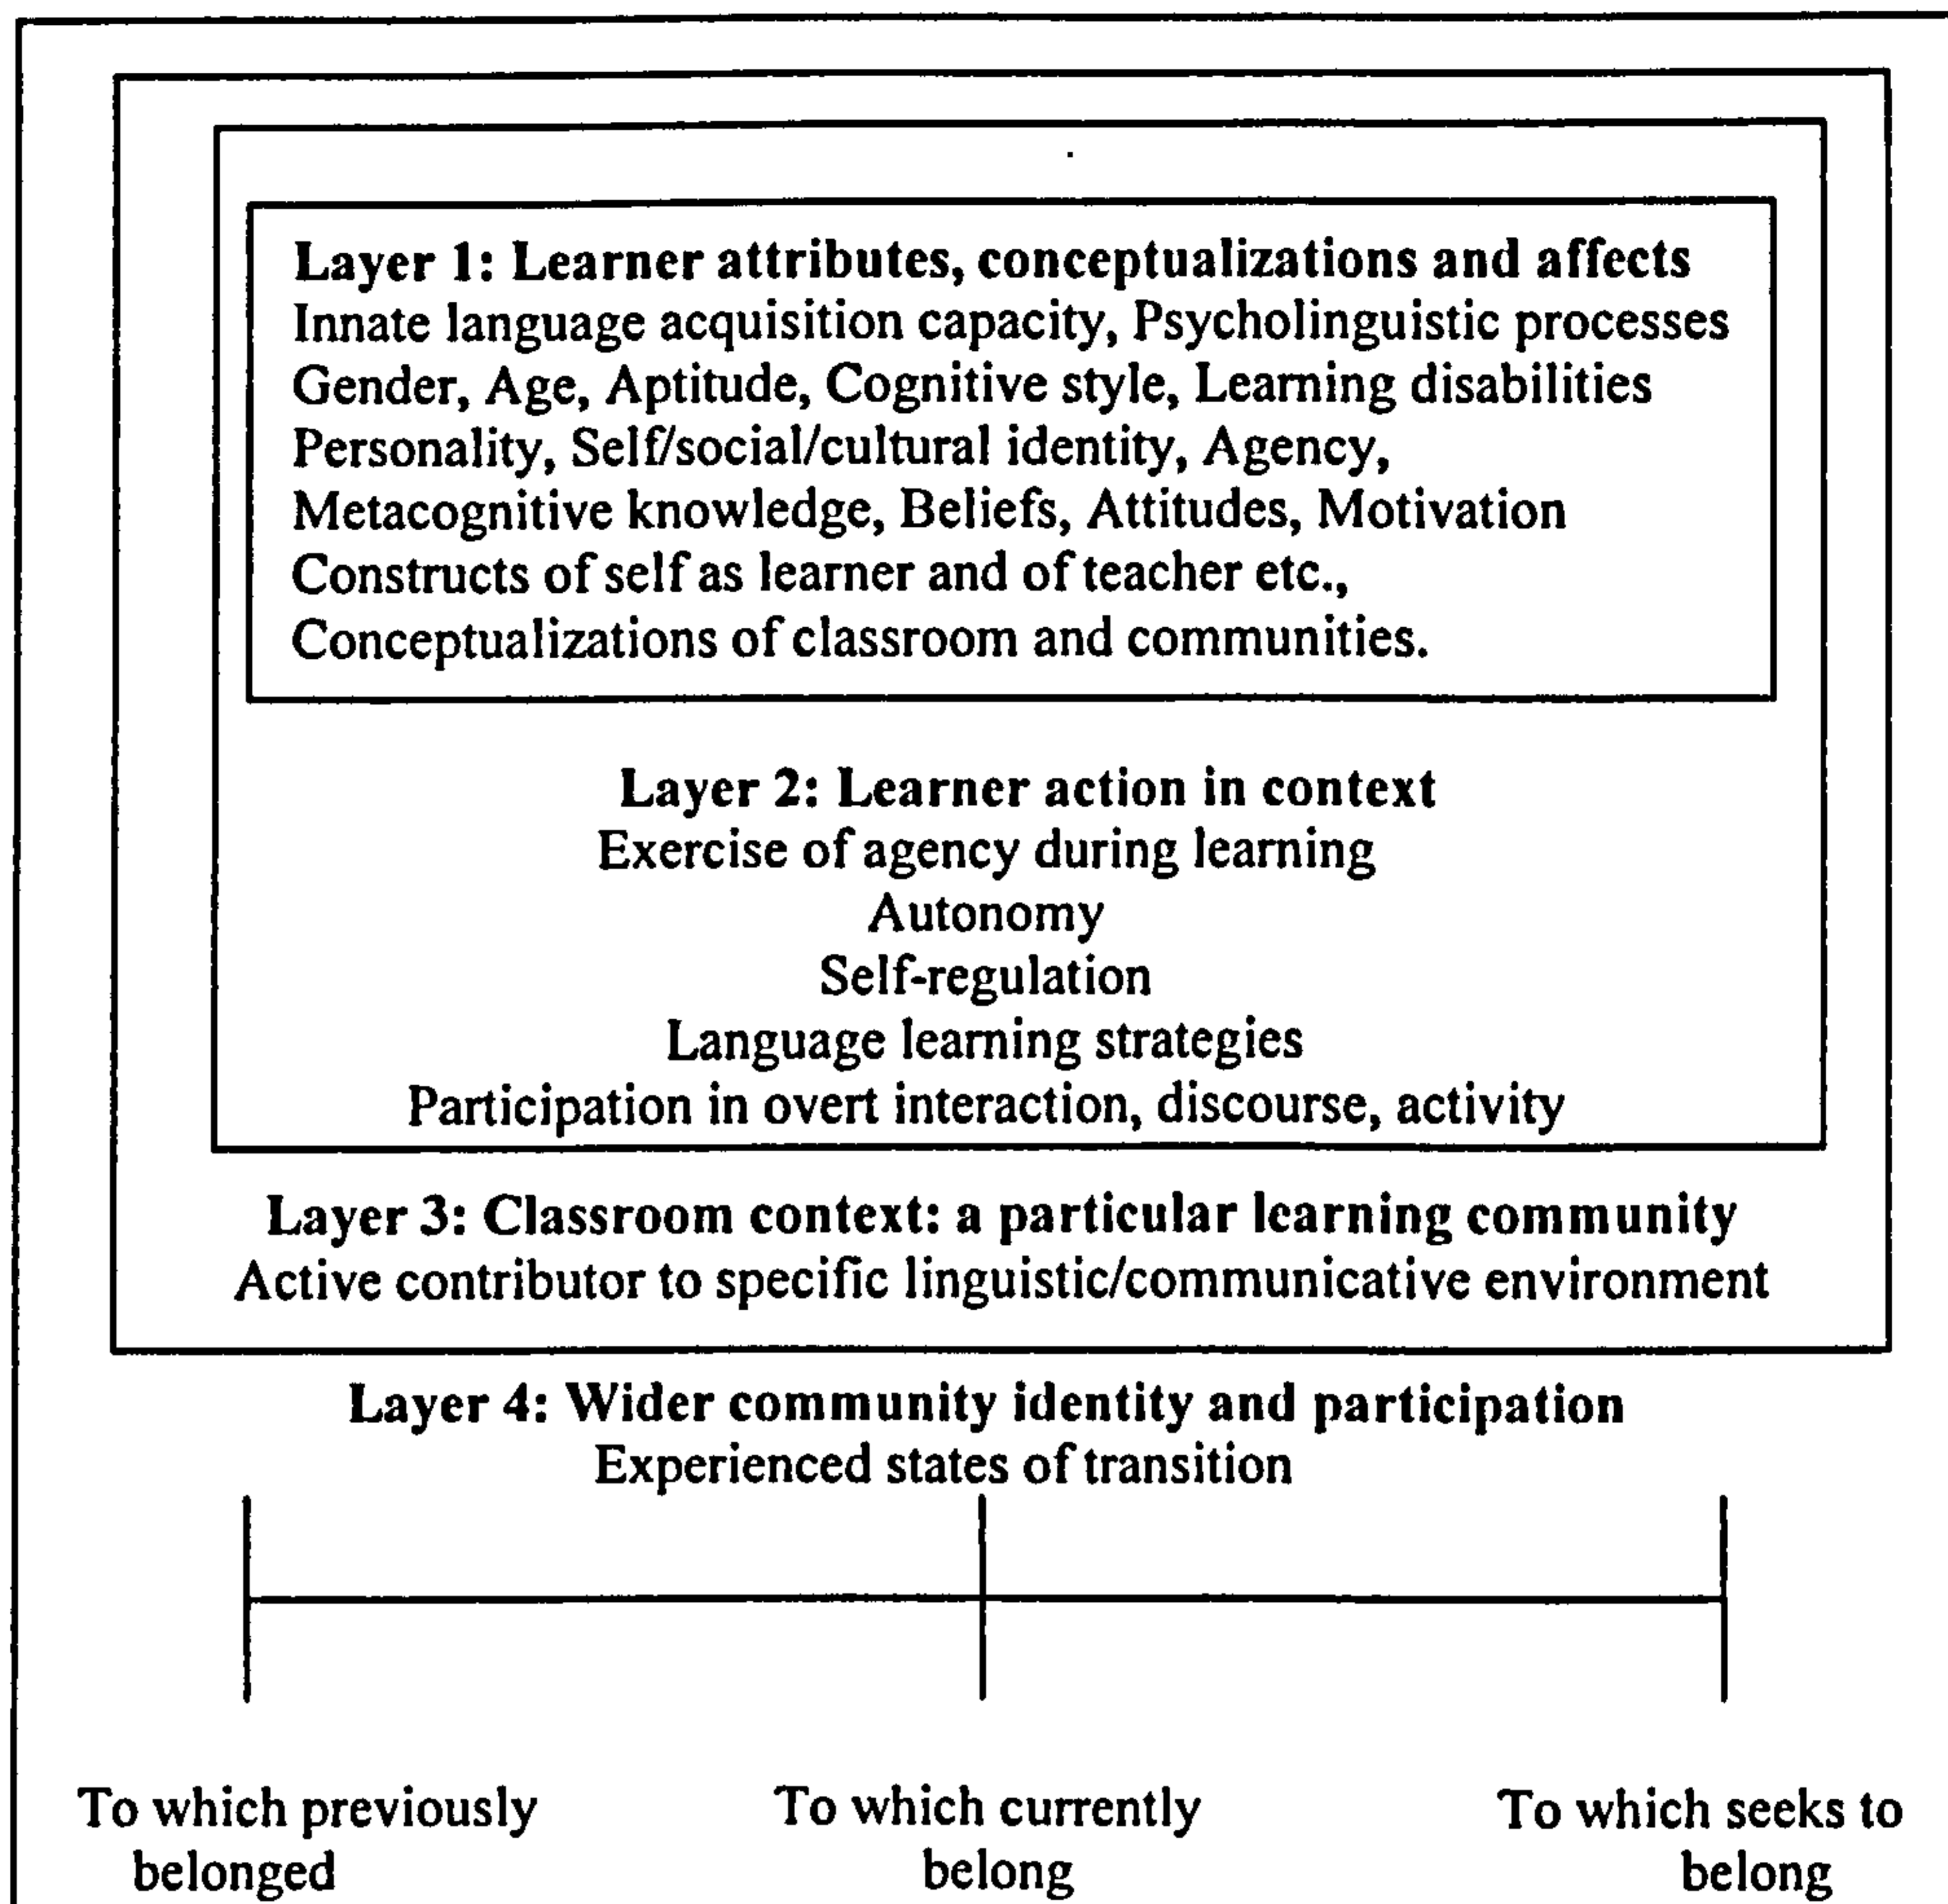 Layer 1: Learner attributes, conceptualizations and affects
Innate language acquisition capacity, Psycholinguistic processes
Gender, Age, Aptitude, Cognitive style, Learning disabilities
Personality, Self/social/cultural identity, Agency,
Metacognitive knowledge, Beliefs, Attitudes, Motivation
Constructs of self as learner and of teacher etc.,
Conceptualizations of classroom and communities.
Layer 2: Learner action in context
Exercise of agency during learning
Autonomy
Self-regulation
Language learning strategies
Participation in overt interaction, discourse, activity
Layer 3: Classroom context: a particular learning community
Active contributor to specific linguistic/communicative environment
Layer 4: Wider community identity and participation
Experienced states of transition
To which previously
belonged
To which currently
belong
To which seeks to
belong